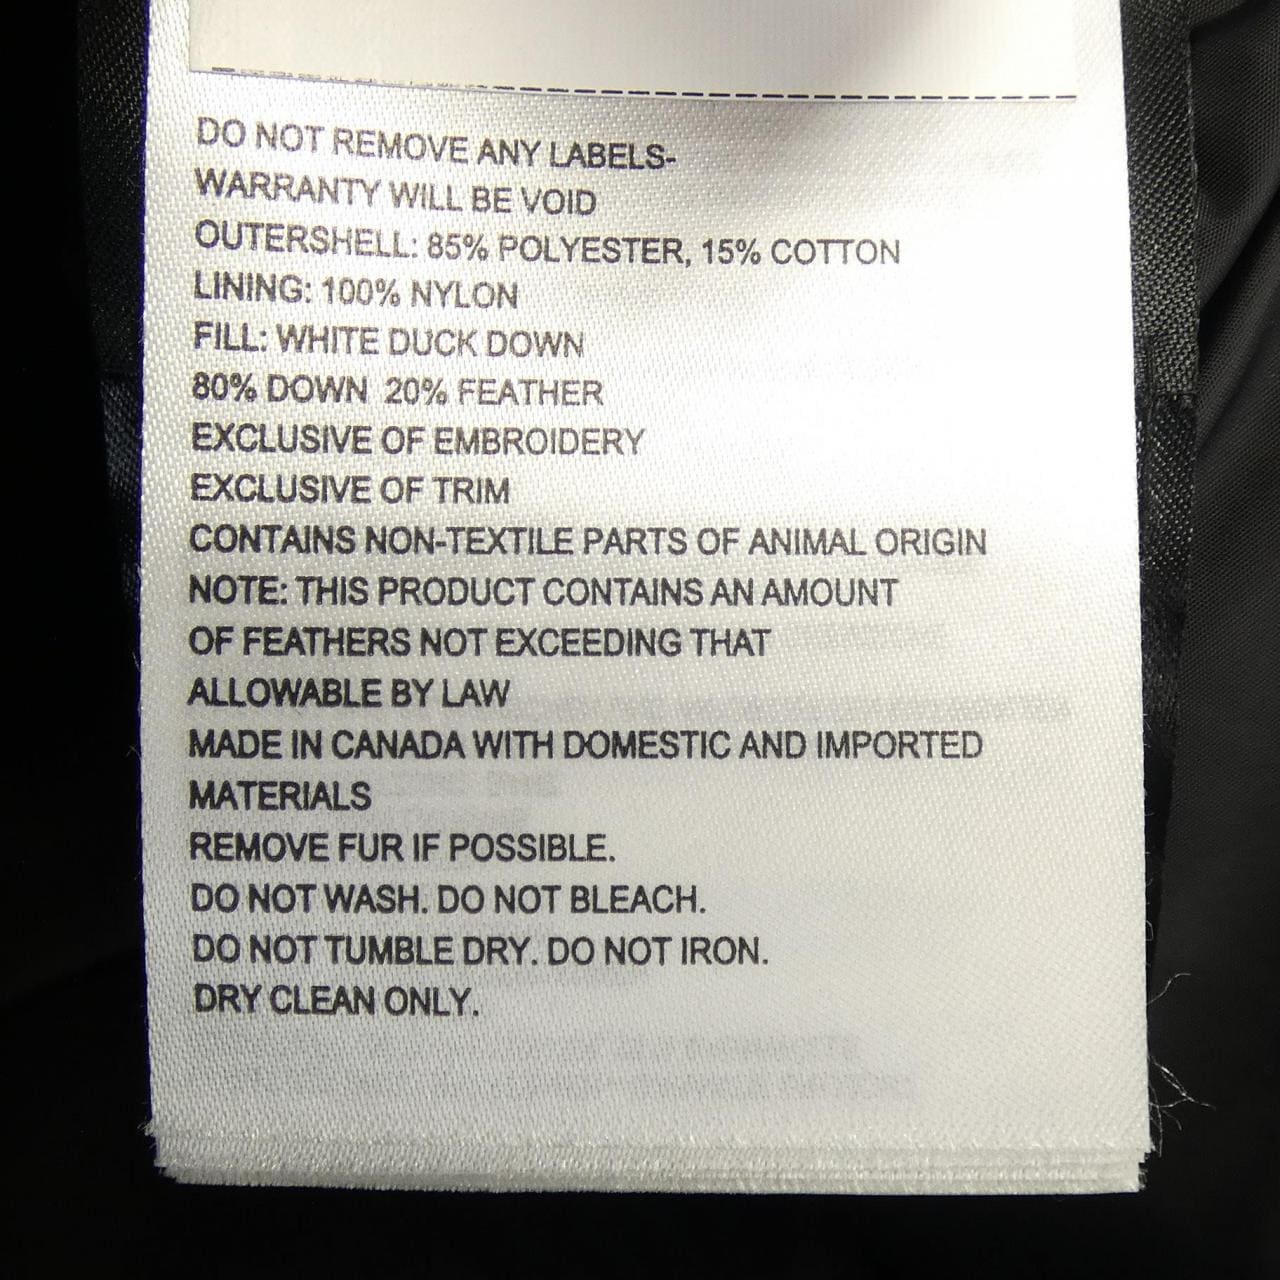 DO NOT REMOVE ANY LABELS-
WARRANTY WILL BE VOID
OUTERSHELL: 85% POLYESTER, 15% COTTON
LINING: 100% NYLON
FILL: WHITE DUCK DOWN
80% DOWN 20% FEATHER
EXCLUSIVE OF EMBROIDERY
EXCLUSIVE OF TRIM
CONTAINS NON-TEXTILE PARTS OF ANIMAL ORIGIN
NOTE: THIS PRODUCT CONTAINS AN AMOUNT
OF FEATHERS NOT EXCEEDING THAT
ALLOWABLE BY LAW
MADE IN CANADA WITH DOMESTIC AND IMPORTED
MATERIALS
REMOVE FUR IF POSSIBLE.
DO NOT WASH. DO NOT BLEACH.
DO NOT TUMBLE DRY. DO NOT IRON.
DRY CLEAN ONLY.